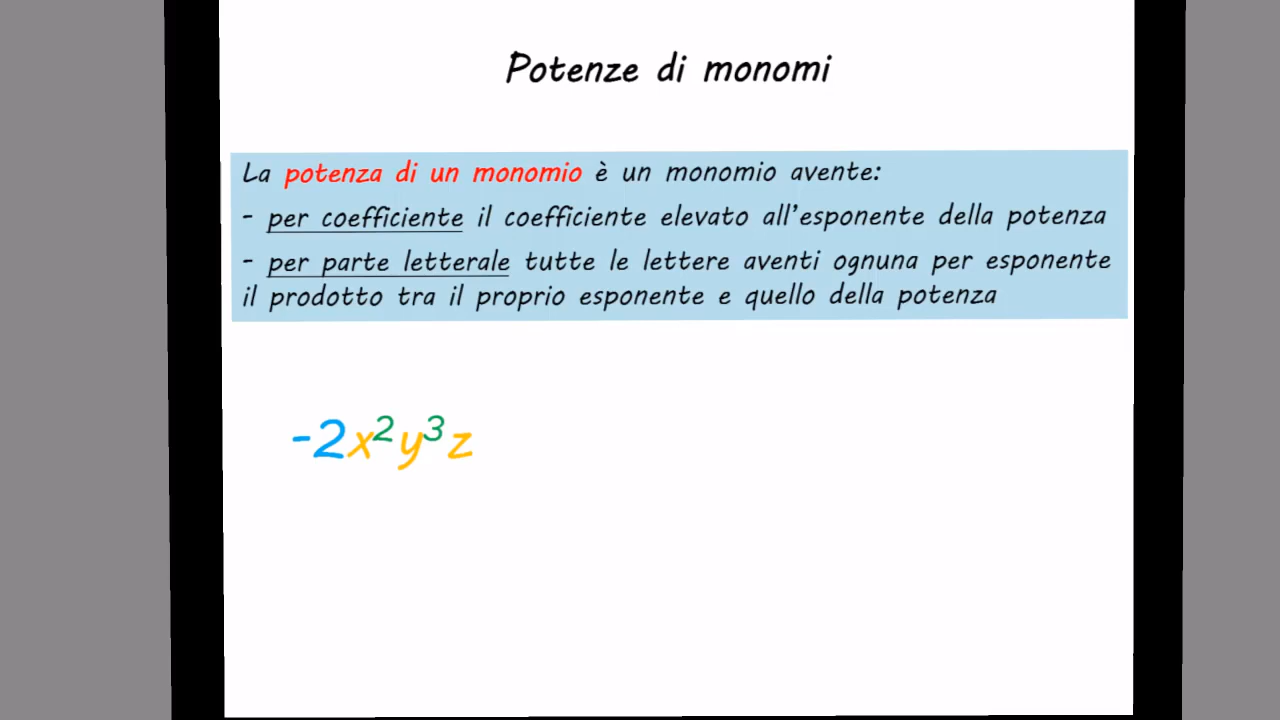 Potenze di monomi
La potenza di un monomio è un monomio avente:
- per coefficiente il coefficiente elevato all'esponente della potenza
- per parte letterale tutte le lettere aventi ognuna per esponente
il prodotto tra il proprio esponente e quello della potenza
-2x²y³z